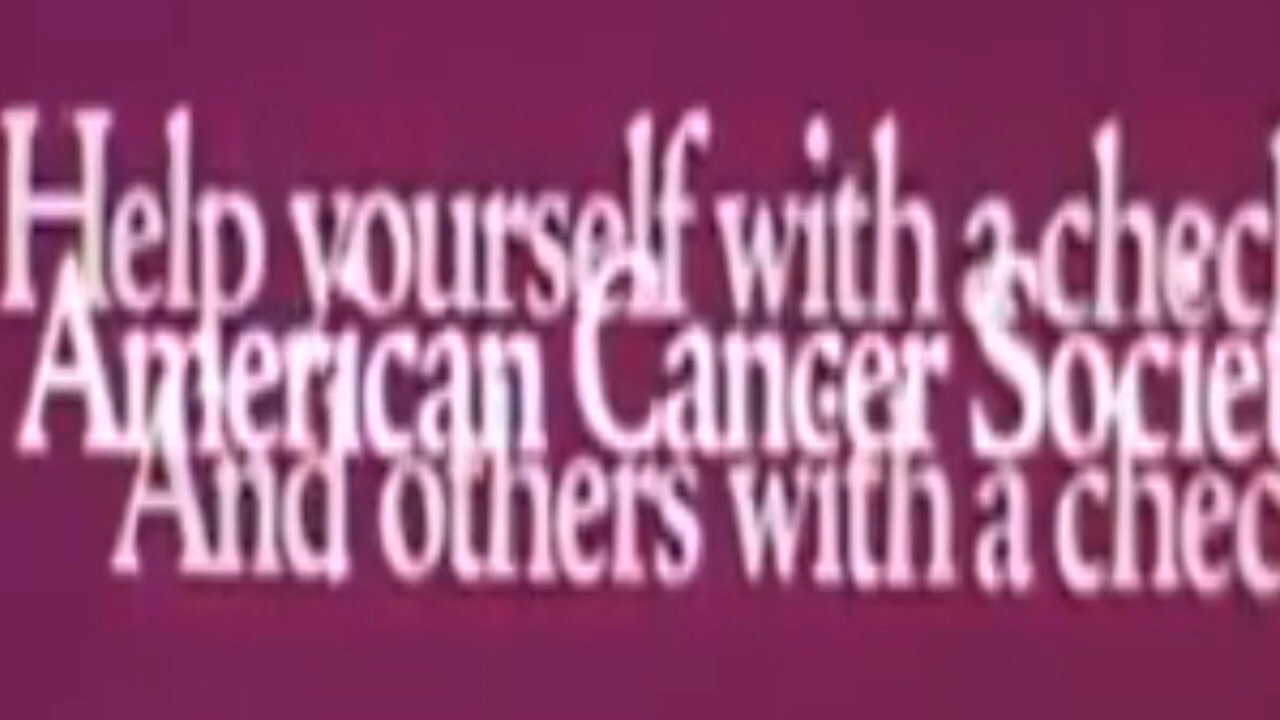 Help yourself with a chec
American Cancer Societ
And others with a chec